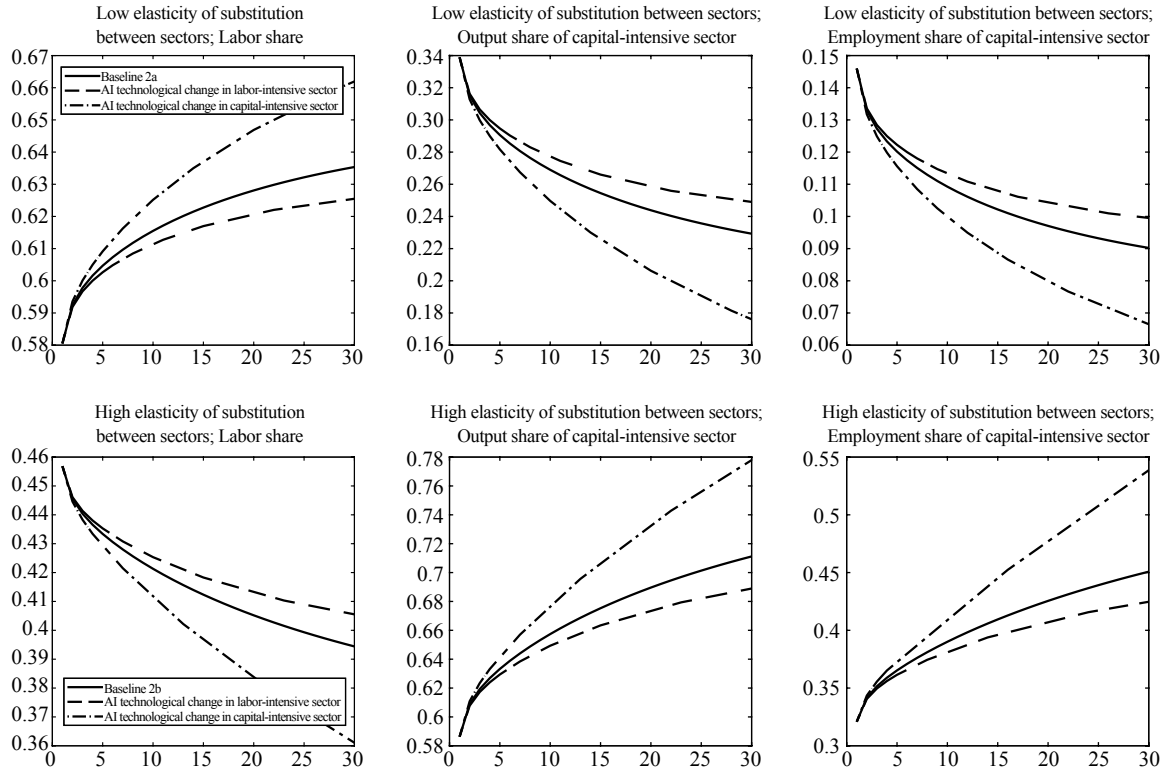 Low elasticity of substitution
between sectors; Labor share
Low elasticity of substitution between sectors;
Output share of capital-intensive sector
Low elasticity of substitution between sectors;
Employment share of capital-intensive sector
0.67
0.66
0.65
0.64
0.63
0.62
0.61
0.6
0.59
0.58
Baseline 2a
AI technological change in labor-intensive sector
AI technological change in capital-intensive sector
0 5 10 15 20 25 30
0.34
0.32
0.30
0.28
0.26
0.24
0.22
0.2
0.18
0.16
0 5 10 15 20 25 30
0.15
0.14
0.13
0.12
0.11
0.1
0.09
0.08
0.07
0.06
0 5 10 15 20 25 30
High elasticity of substitution
between sectors; Labor share
High elasticity of substitution between sectors;
Output share of capital-intensive sector
High elasticity of substitution between sectors;
Employment share of capital-intensive sector
0.46
0.45
0.44
0.43
0.42
0.41
0.4
0.39
0.38
0.37
0.36
Baseline 2b
AI technological change in labor-intensive sector
AI technological change in capital-intensive sector
0 5 10 15 20 25 30
0.78
0.76
0.74
0.72
0.7
0.68
0.66
0.64
0.62
0.6
0.58
0 5 10 15 20 25 30
0.55
0.5
0.45
0.4
0.35
0.3
0 5 10 15 20 25 30